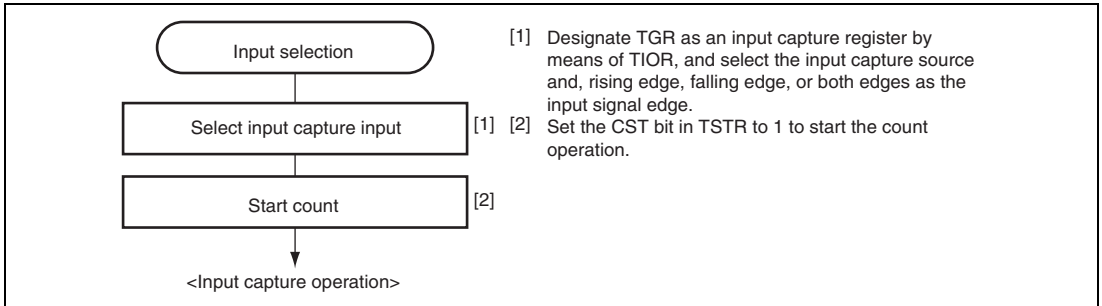 Input selection
Select input capture input
[1]
Start count
[2]
<Input capture operation>
[1] Designate TGR as an input capture register by
means of TIOR, and select the input capture source
and, rising edge, falling edge, or both edges as the
input signal edge.
[2] Set the CST bit in TSTR to 1 to start the count
operation.